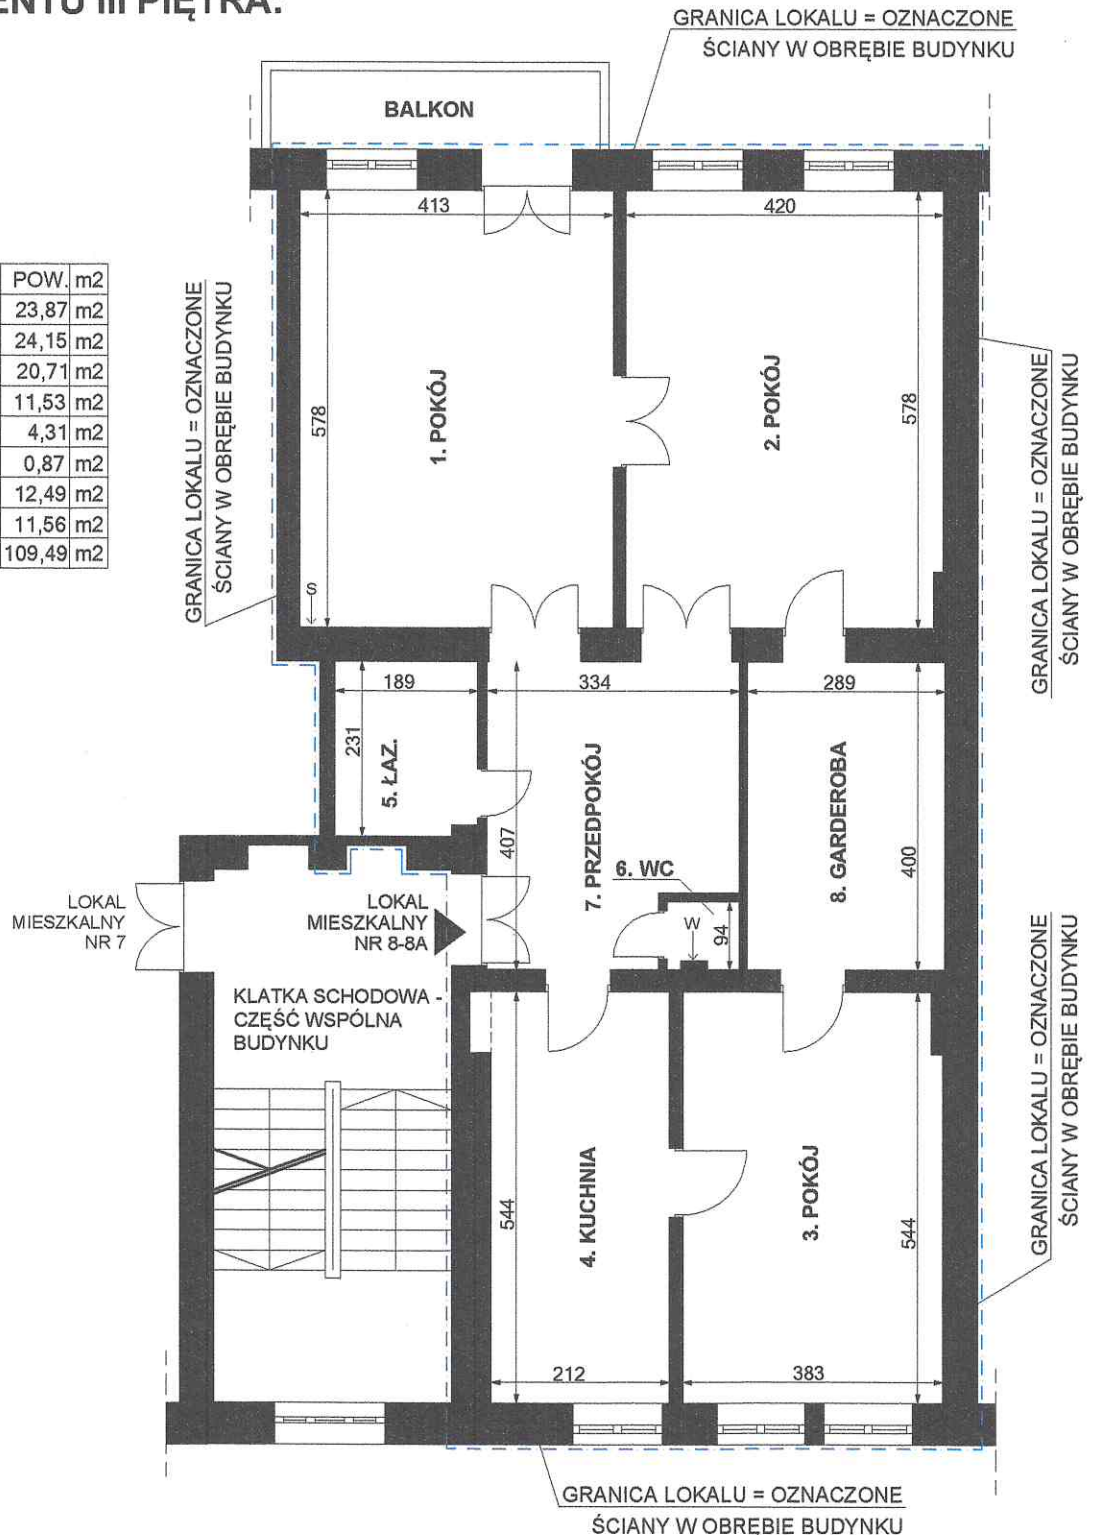 III PIĘTRA:
GRANICA LOKALU = OZNACZONE
ŚCIANY W OBRĘBIE BUDYNKU
BALKON
413
420
POW. m2
23,87 m2
24,15 m2
20,71 m2
11,53 m2
4,31 m2
0,87 m2
12,49 m2
11,56 m2
109,49 m2
GRANICA LOKALU = OZNACZONE
ŚCIANY W OBRĘBIE BUDYNKU
578
1. POKÓJ
2. POKÓJ
578
GRANICA LOKALU = OZNACZONE
ŚCIANY W OBRĘBIE BUDYNKU
S
189
334
289
231
5. ŁAZ.
407
7. PRZEDPOKÓJ
6. WC
W
94
8. GARDEROBA
400
LOKAL
MIESZKALNY
NR 7
LOKAL
MIESZKALNY
NR 8-8A
KLATKA SCHODOWA -
CZĘŚĆ WSPÓLNA
BUDYNKU
GRANICA LOKALU = OZNACZONE
ŚCIANY W OBRĘBIE BUDYNKU
544
4. KUCHNIA
3. POKÓJ
544
212
383
GRANICA LOKALU = OZNACZONE
ŚCIANY W OBRĘBIE BUDYNKU